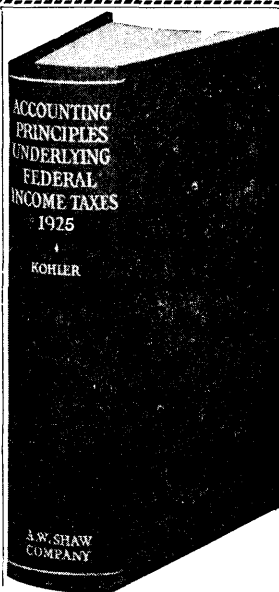 ACCOUNTING
PRINCIPLES
UNDERLYING
FEDERAL
INCOME TAXES
1925
KOHLER
A.W. SHAW
COMPANY